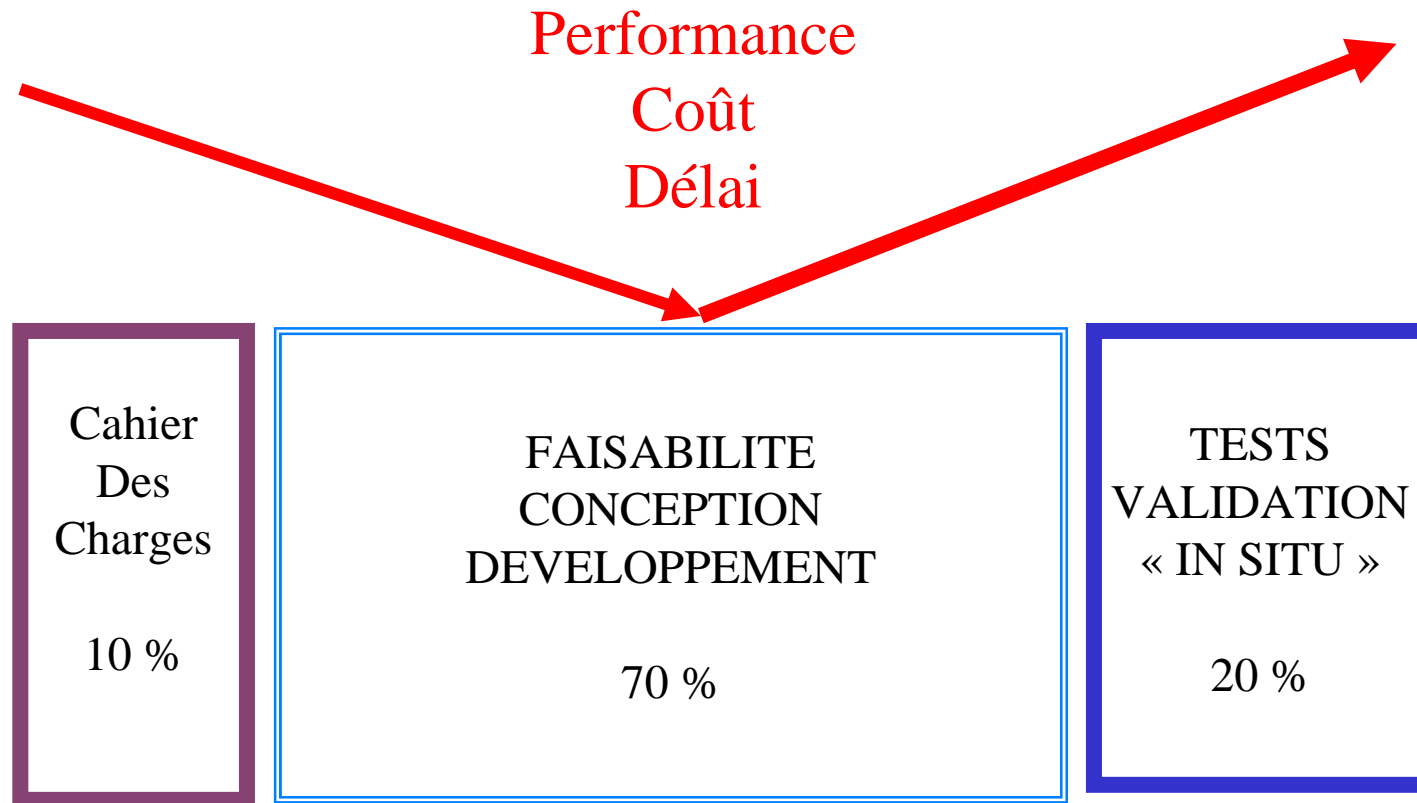 Performance
Coût
Délai
Cahier
Des
Charges
10 %
FAISABILITE
CONCEPTION
DEVELOPPEMENT
70 %
TESTS
VALIDATION
« IN SITU »
20 %